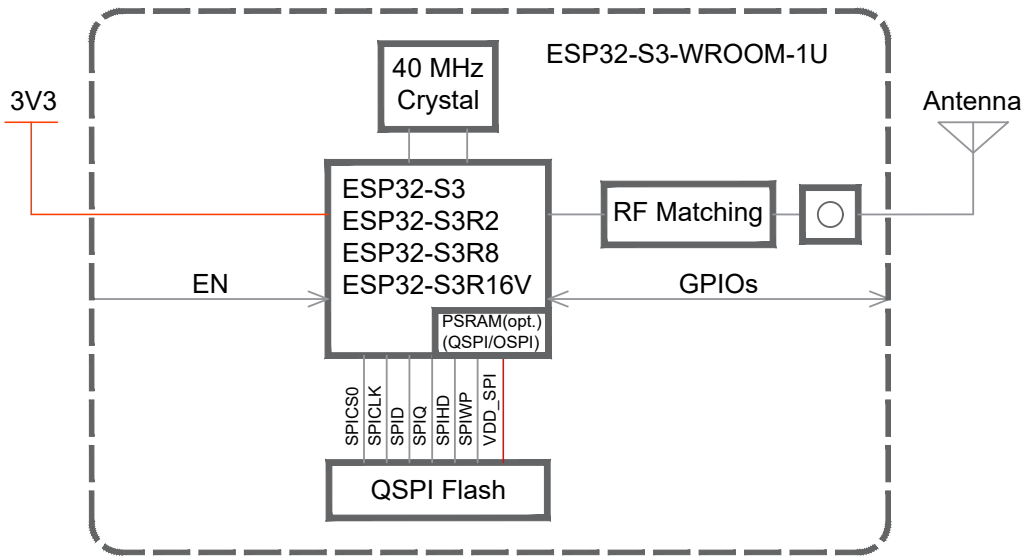 ESP32-S3-WROOM-1U
40 MHz
Crystal
3V3
Antenna
ESP32-S3
ESP32-S3R2
ESP32-S3R8
ESP32-S3R16V
RF Matching
EN
GPIOs
PSRAM(opt.)
(QSPI/OSPI)
SPICS0
SPICLK
SPID
SPIQ
SPIHD
SPIWP
VDD_SPI
QSPI Flash